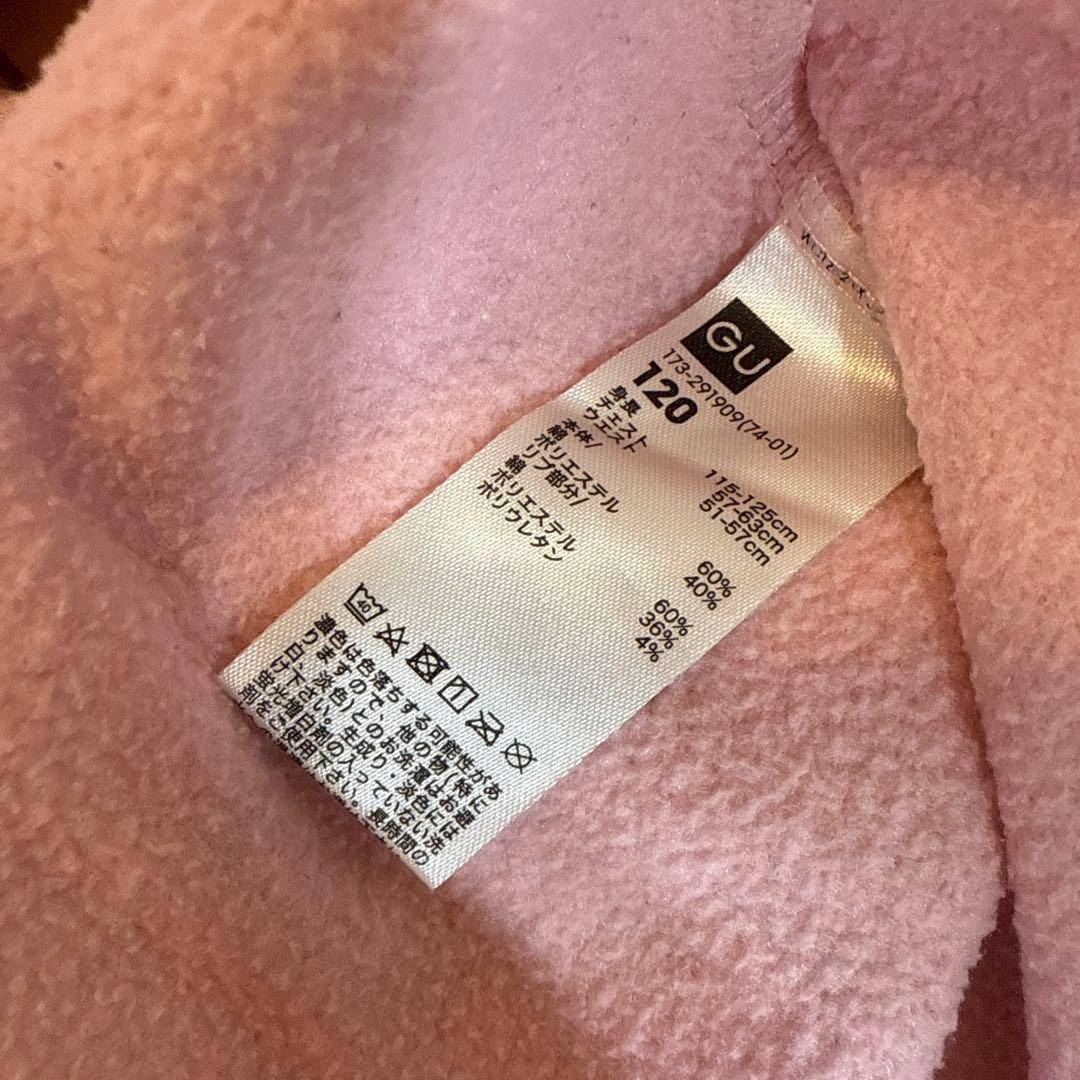 GU
173-291909(74-01)
120
身長 115-125cm
チェスト 57-63cm
ウエスト 51-57cm
本体/
綿 60%
ポリエステル 40%
リブ部分/
綿 60%
ポリエステル 36%
ポリウレタン 4%
40
濃色は色落ちする可能性があ
りますので、他の物(特に
白、淡色)とのお洗濯はお避
け下さい。生成り・淡色には
蛍光増白剤の入っていない洗
剤をご使用下さい。長時間の